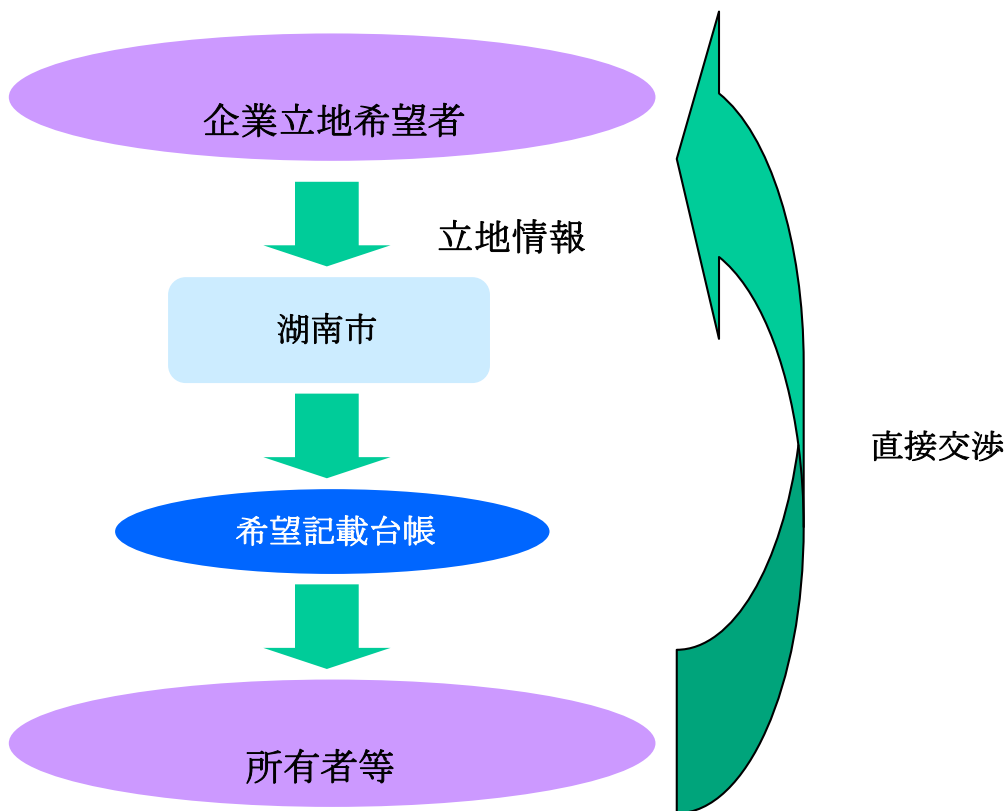 企業立地希望者
立地情報
湖南市
直接交渉
希望記載台帳
所有者等